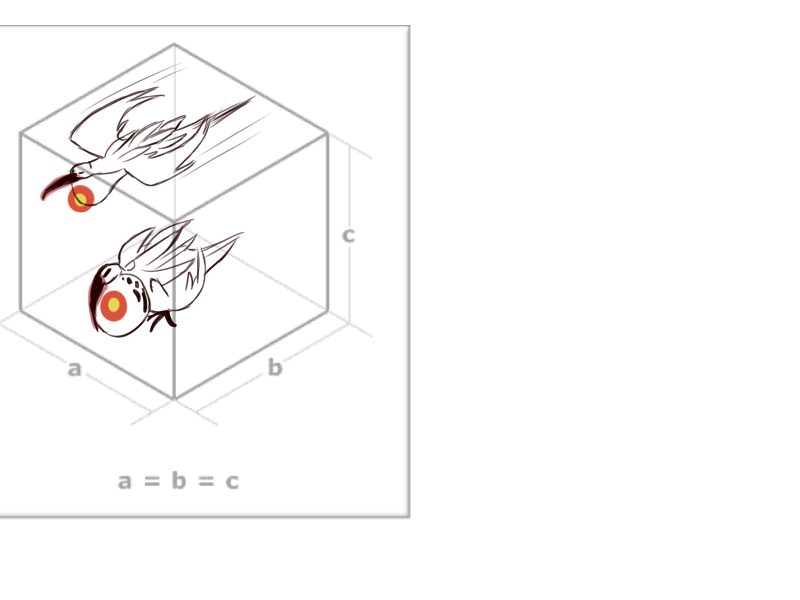 c
a
b
a = b = c